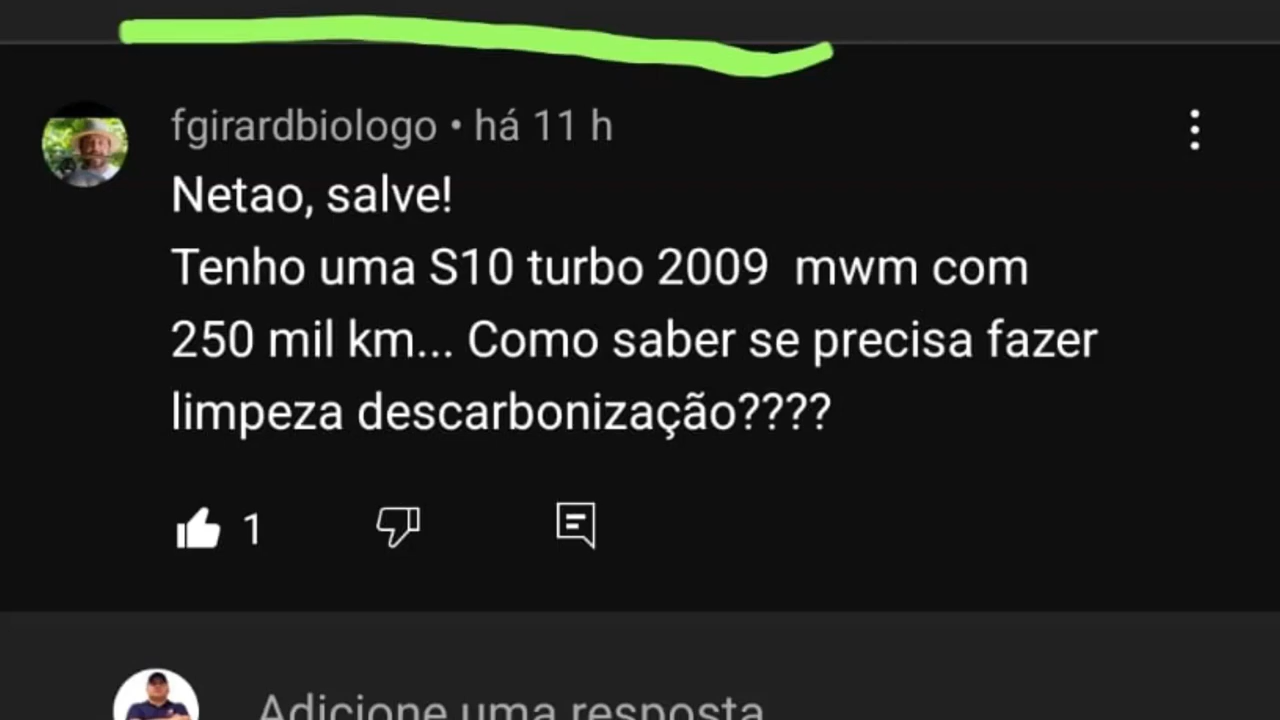 fgirardbiologo • há 11 h
Netao, salve!
Tenho uma S10 turbo 2009 mwm com
250 mil km... Como saber se precisa fazer
limpeza descarbonização????
1
Adicione uma resposta